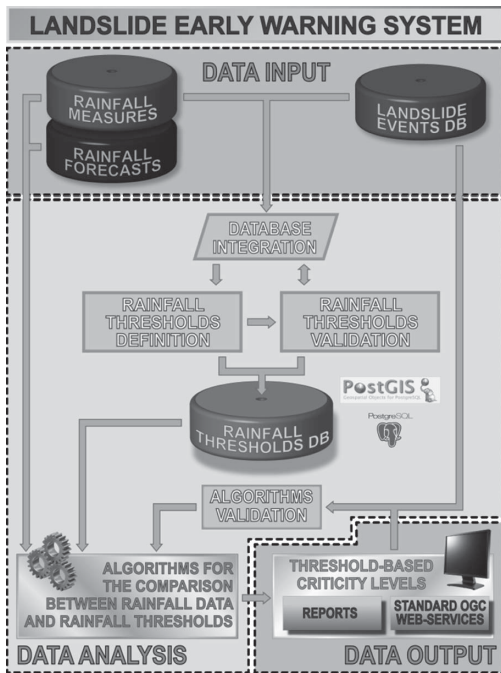 LANDSLIDE EARLY WARNING SYSTEM
DATA INPUT
RAINFALL
MEASURES
RAINFALL
FORECASTS
LANDSLIDE
EVENTS DB
DATABASE
INTEGRATION
RAINFALL
THRESHOLDS
DEFINITION
RAINFALL
THRESHOLDS
VALIDATION
PostGIS
PostgreSQL
RAINFALL
THRESHOLDS DB
ALGORITHMS
VALIDATION
ALGORITHMS FOR
THE COMPARISON
BETWEEN RAINFALL DATA
AND RAINFALL THRESHOLDS
THRESHOLD-BASED
CRITICITY LEVELS
REPORTS
STANDARD OGC
WEB-SERVICES
DATA ANALYSIS
DATA OUTPUT